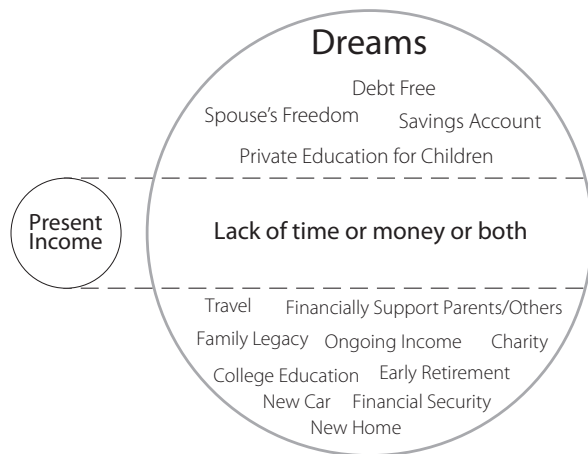 Dreams
Debt Free
Spouse's Freedom
Savings Account
Private Education for Children
Present
Income
Lack of time or money or both
Travel
Financially Support Parents/Others
Family Legacy
Ongoing Income
Charity
College Education
Early Retirement
New Car
Financial Security
New Home